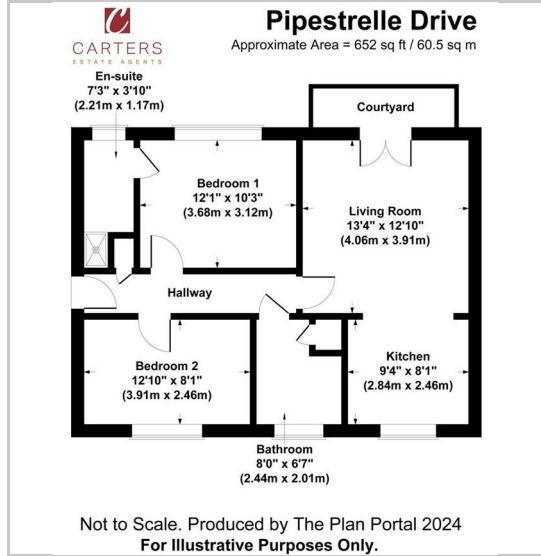 CARTERS
ESTATE AGENTS
Pipestrelle Drive
Approximate Area = 652 sq ft / 60.5 sq m
En-suite
7'3" x 3'10"
(2.21m x 1.17m)
Courtyard
Bedroom 1
12'1" x 10'3"
(3.68m x 3.12m)
Living Room
13'4" x 12'10"
(4.06m x 3.91m)
Hallway
Bedroom 2
12'10" x 8'1"
(3.91m x 2.46m)
Kitchen
9'4" x 8'1"
(2.84m x 2.46m)
Bathroom
8'0" x 6'7"
(2.44m x 2.01m)
Not to Scale. Produced by The Plan Portal 2024
For Illustrative Purposes Only.